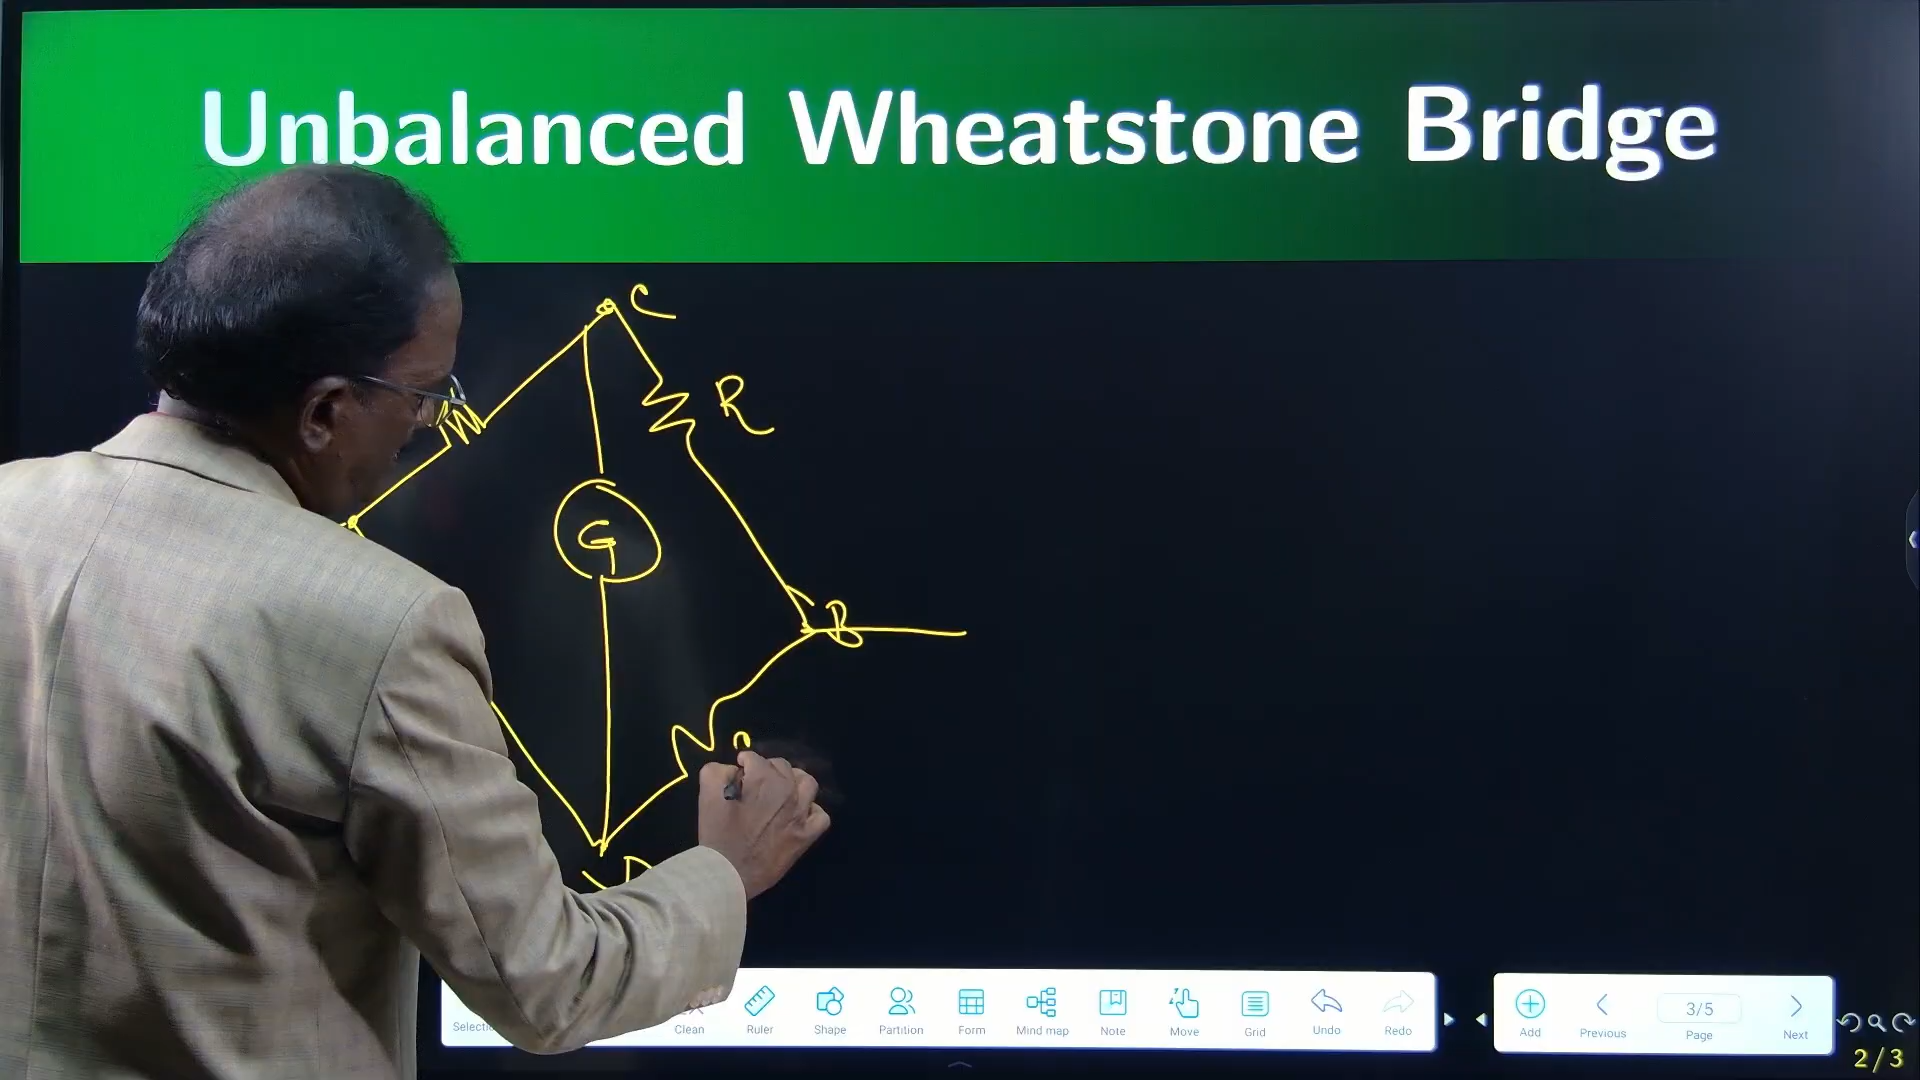 Unbalanced Wheatstone Bridge
C
R
G
B
D
Clean
Ruler
Shape
Partition
Form
Mind map
Note
Move
Grid
Undo
Redo
Add
Previous
3/5
Page
Next
2/3